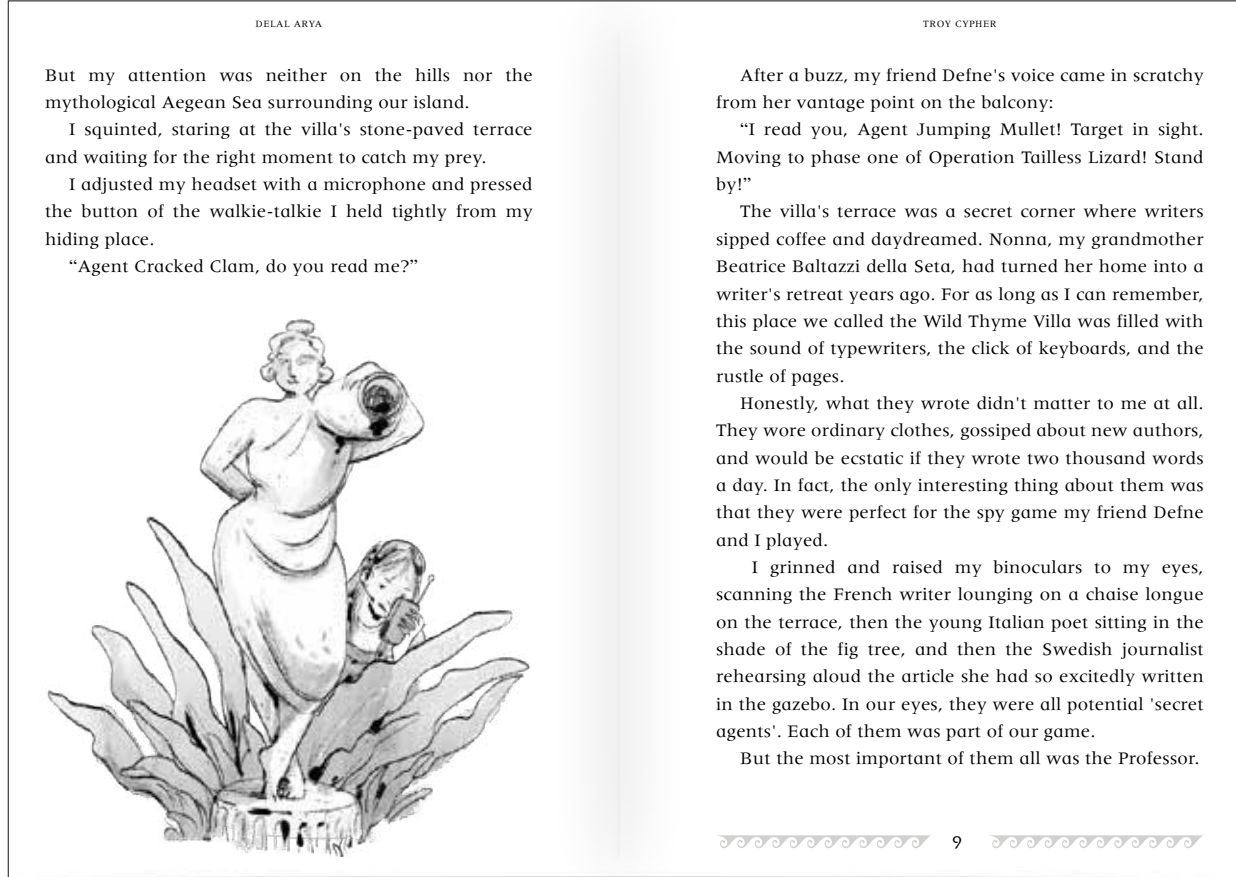 DELAL ARYA
But my attention was neither on the hills nor the
mythological Aegean Sea surrounding our island.
I squinted, staring at the villa's stone-paved terrace
and waiting for the right moment to catch my prey.
I adjusted my headset with a microphone and pressed
the button of the walkie-talkie I held tightly from my
hiding place.
“Agent Cracked Clam, do you read me?”
TROY CYPHER
After a buzz, my friend Defne's voice came in scratchy
from her vantage point on the balcony:
“I read you, Agent Jumping Mullet! Target in sight.
Moving to phase one of Operation Tailless Lizard! Stand
by!”
The villa's terrace was a secret corner where writers
sipped coffee and daydreamed. Nonna, my grandmother
Beatrice Baltazzi della Seta, had turned her home into a
writer's retreat years ago. For as long as I can remember,
this place we called the Wild Thyme Villa was filled with
the sound of typewriters, the click of keyboards, and the
rustle of pages.
Honestly, what they wrote didn't matter to me at all.
They wore ordinary clothes, gossiped about new authors,
and would be ecstatic if they wrote two thousand words
a day. In fact, the only interesting thing about them was
that they were perfect for the spy game my friend Defne
and I played.
I grinned and raised my binoculars to my eyes,
scanning the French writer lounging on a chaise longue
on the terrace, then the young Italian poet sitting in the
shade of the fig tree, and then the Swedish journalist
rehearsing aloud the article she had so excitedly written
in the gazebo. In our eyes, they were all potential 'secret
agents'. Each of them was part of our game.
But the most important of them all was the Professor.
9